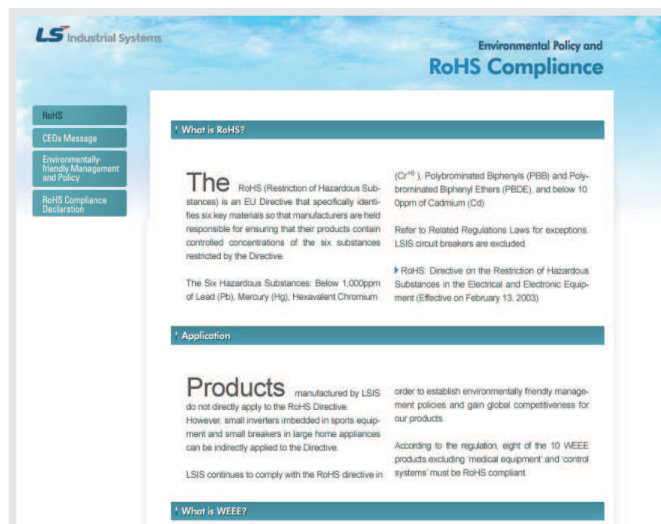 LS Industrial Systems
Environmental Policy and
RoHS Compliance
RoHS
CEOs Message
Environmentally-
friendly Management
and Policy
RoHS Compliance
Declaration
What is RoHS?
The RoHS (Restriction of Hazardous Sub-
stances) is an EU Directive that specifically identi-
fies six key materials so that manufacturers are held
responsible for ensuring that their products contain
controlled concentrations of the six substances
restricted by the Directive.
The Six Hazardous Substances: Below 1,000ppm
of Lead (Pb), Mercury (Hg), Hexavalent Chromium
(Cr⁺⁶ ), Polybrominated Biphenyls (PBB) and Poly-
brominated Biphenyl Ethers (PBDE), and below 10
0ppm of Cadmium (Cd)
Refer to Related Regulations Laws for exceptions.
LSIS circuit breakers are excluded.
RoHS: Directive on the Restriction of Hazardous
Substances in the Electrical and Electronic Equip-
ment (Effective on February 13, 2003)
Application
Products manufactured by LSIS
do not directly apply to the RoHS Directive.
However, small inverters imbedded in sports equip-
ment and small breakers in large home appliances
can be indirectly applied to the Directive.
LSIS continues to comply with the RoHS directive in
order to establish environmentally friendly manage-
ment policies and gain global competitiveness for
our products.
According to the regulation, eight of the 10 WEEE
products excluding 'medical equipment' and 'control
systems' must be RoHS compliant.
What is WEEE?